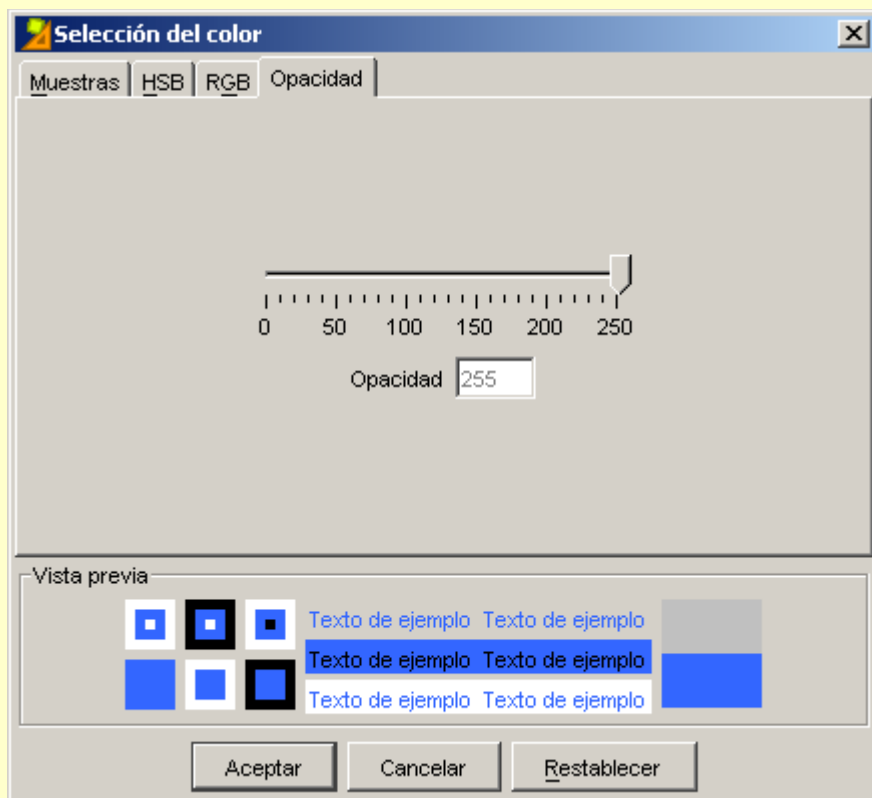 Selección del color
Muestras HSB RGB Opacidad
0 50 100 150 200 250
Opacidad 255
Vista previa
Texto de ejemplo Texto de ejemplo
Texto de ejemplo Texto de ejemplo
Texto de ejemplo Texto de ejemplo
Aceptar Cancelar Restablecer